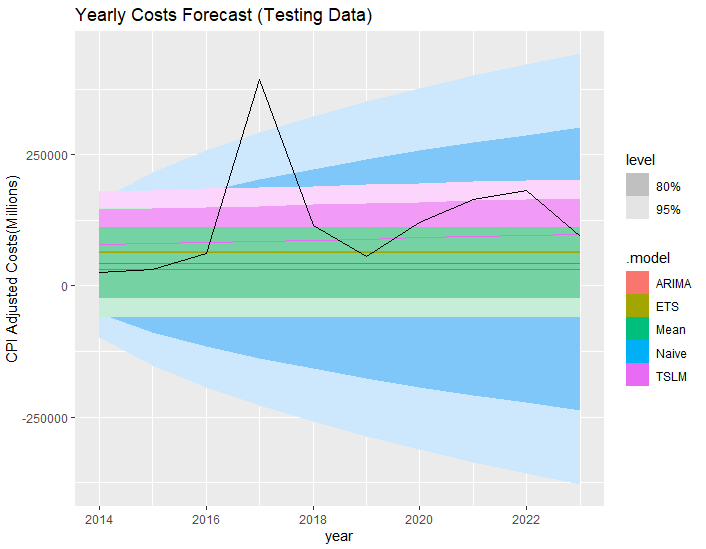 Yearly Costs Forecast (Testing Data)
CPI Adjusted Costs(Millions)
250000
0
-250000
2014 2016 2018 2020 2022
year
level
80%
95%
.model
ARIMA
ETS
Mean
Naive
TSLM